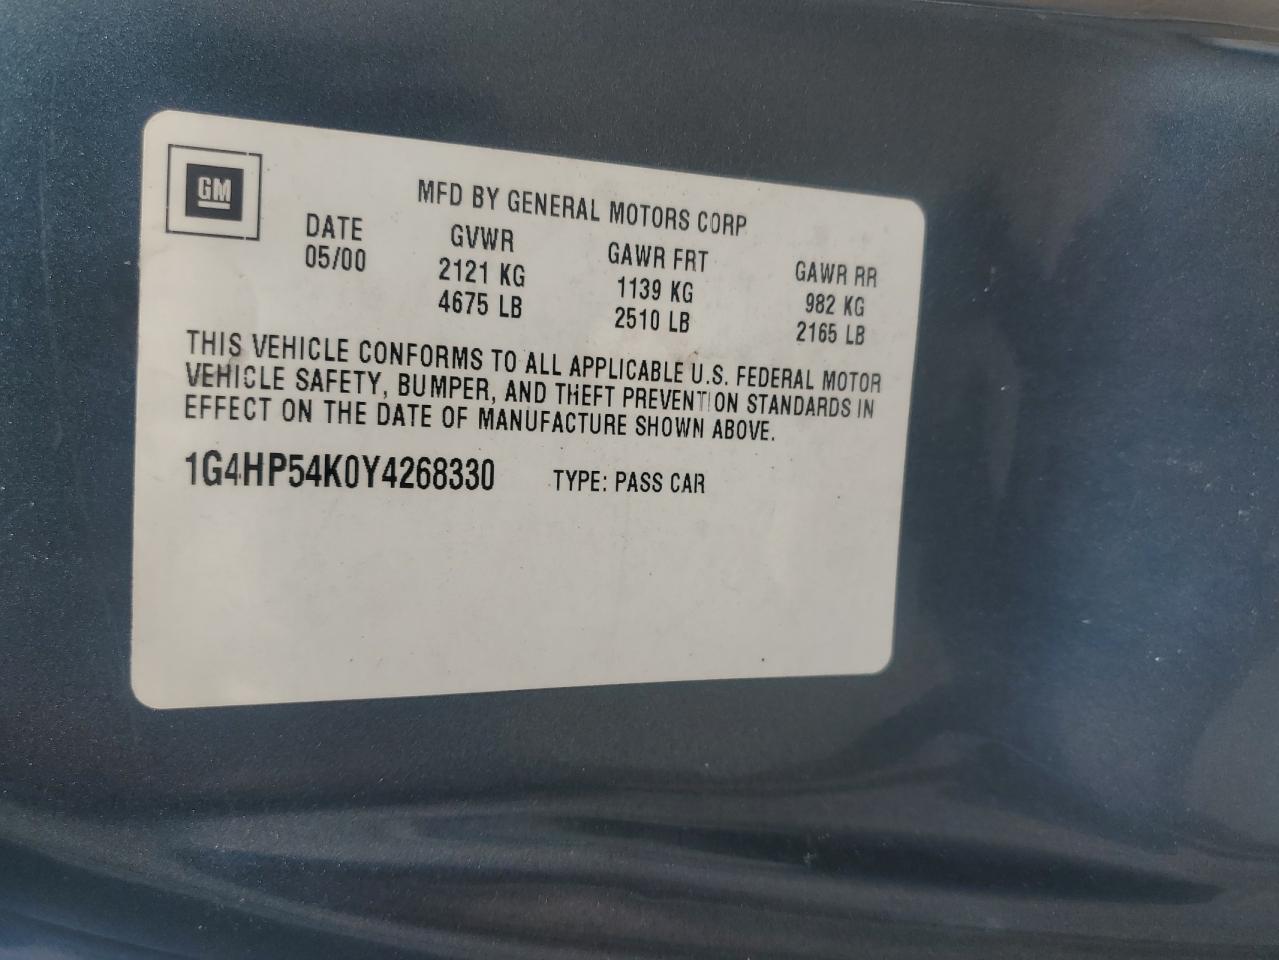 GM
MFD BY GENERAL MOTORS CORP
DATE GVWR GAWR FRT GAWR RR
05/00 2121 KG 1139 KG 982 KG
4675 LB 2510 LB 2165 LB
THIS VEHICLE CONFORMS TO ALL APPLICABLE U.S. FEDERAL MOTOR
VEHICLE SAFETY, BUMPER, AND THEFT PREVENTION STANDARDS IN
EFFECT ON THE DATE OF MANUFACTURE SHOWN ABOVE.
1G4HP54K0Y4268330 TYPE: PASS CAR